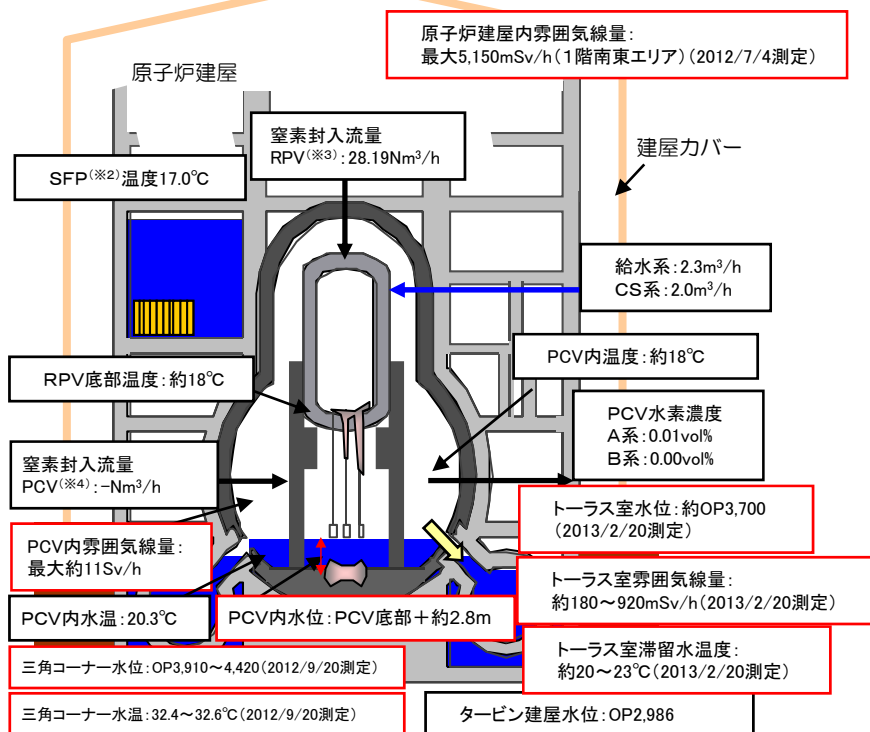 原子炉建屋内雰囲気線量：
最大5,150mSv/h（１階南東エリア）（2012/7/4測定）
原子炉建屋
窒素封入流量
RPV(※3)：28.19Nm³/h
建屋カバー
SFP(※2)温度17.0℃
給水系：2.3m³/h
ＣＳ系：2.0m³/h
PCV内温度：約18℃
ＲＰＶ底部温度：約18℃
PCV水素濃度
Ａ系：0.01vol%
Ｂ系：0.00vol%
窒素封入流量
PCV(※4)：-Nm³/h
トーラス室水位：約OP3,700
（2013/2/20測定）
PCV内雰囲気線量：
最大約11Sv/h
トーラス室雰囲気線量：
約180～920mSv/h（2013/2/20測定）
PCV内水温：20.3℃
PCV内水位：PCV底部＋約2.8m
トーラス室滞留水温度：
約20～23℃（2013/2/20測定）
三角コーナー水位：OP3,910～4,420（2012/9/20測定）
三角コーナー水温：32.4～32.6℃（2012/9/20測定）
タービン建屋水位：OP2,986